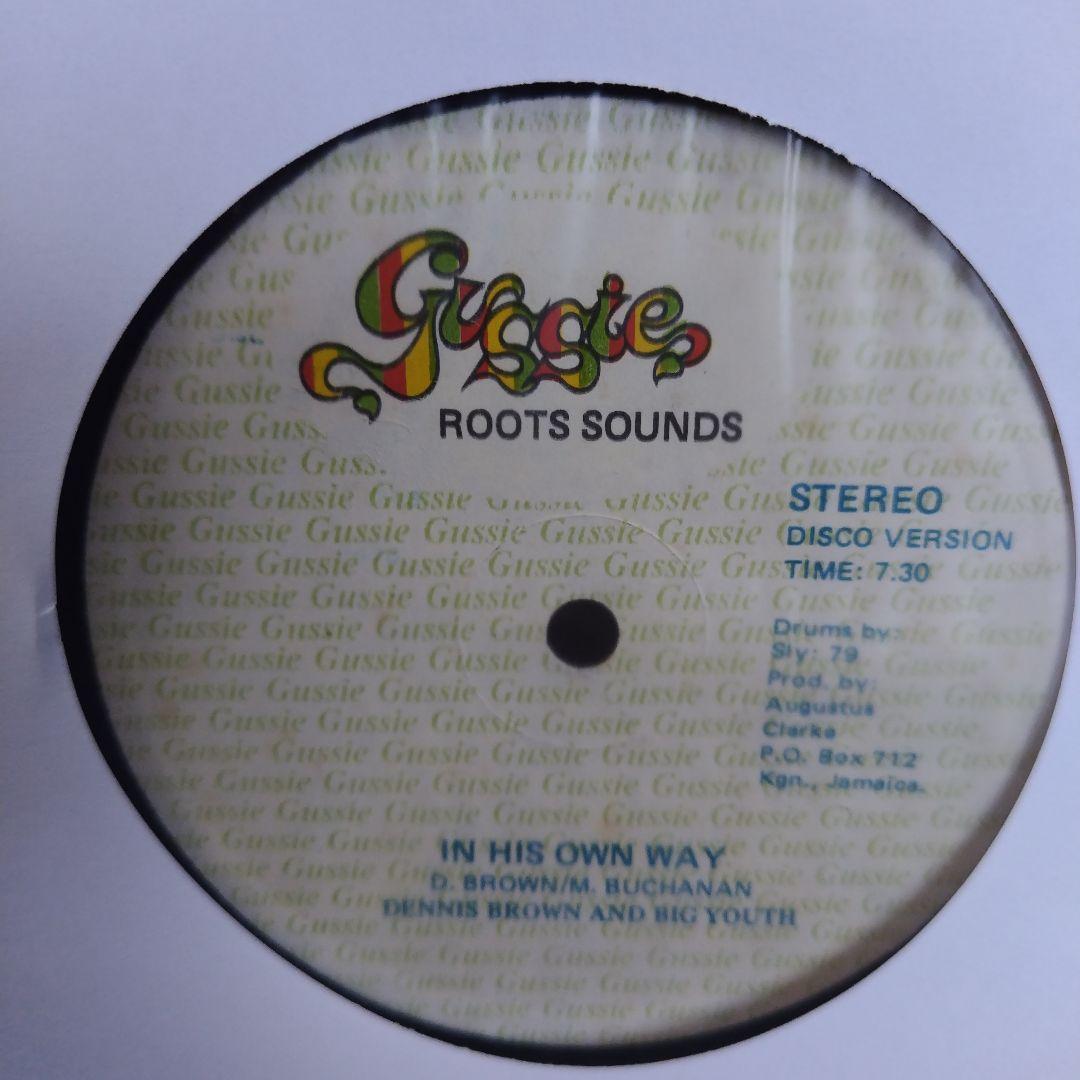 Gussie
ROOTS SOUNDS
STEREO
DISCO VERSION
TIME: 7:30
Drums by:
Sly: 79
Prod. by:
Augustus
Clarke
P.O. Box 712
Kgn., Jamaica.
IN HIS OWN WAY
D. BROWN/M. BUCHANAN
DENNIS BROWN AND BIG YOUTH